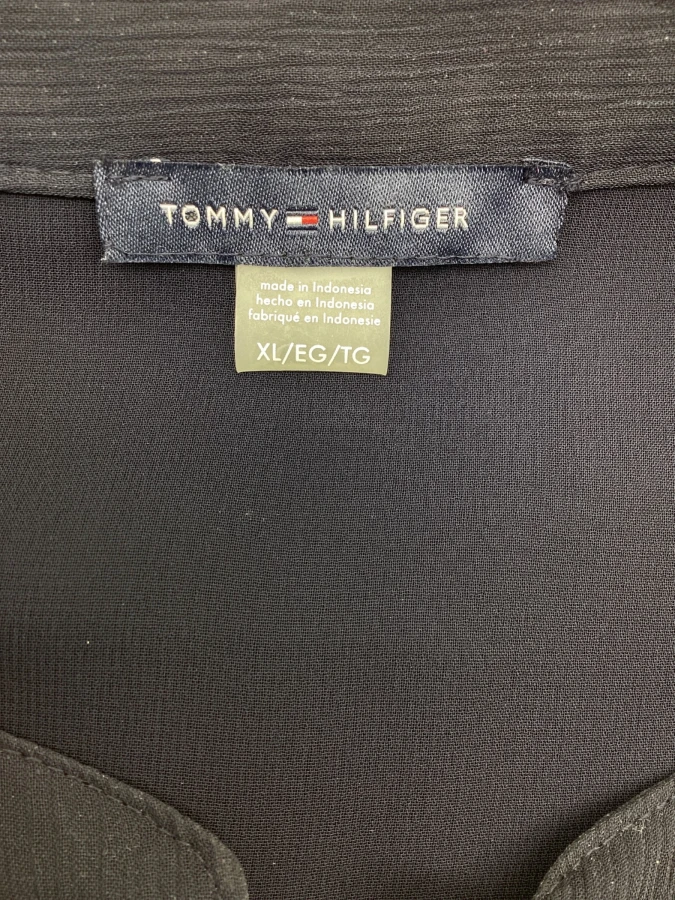 TOMMY HILFIGER
made in Indonesia
hecho en Indonesia
fabriqué en Indonesie
XL/EG/TG